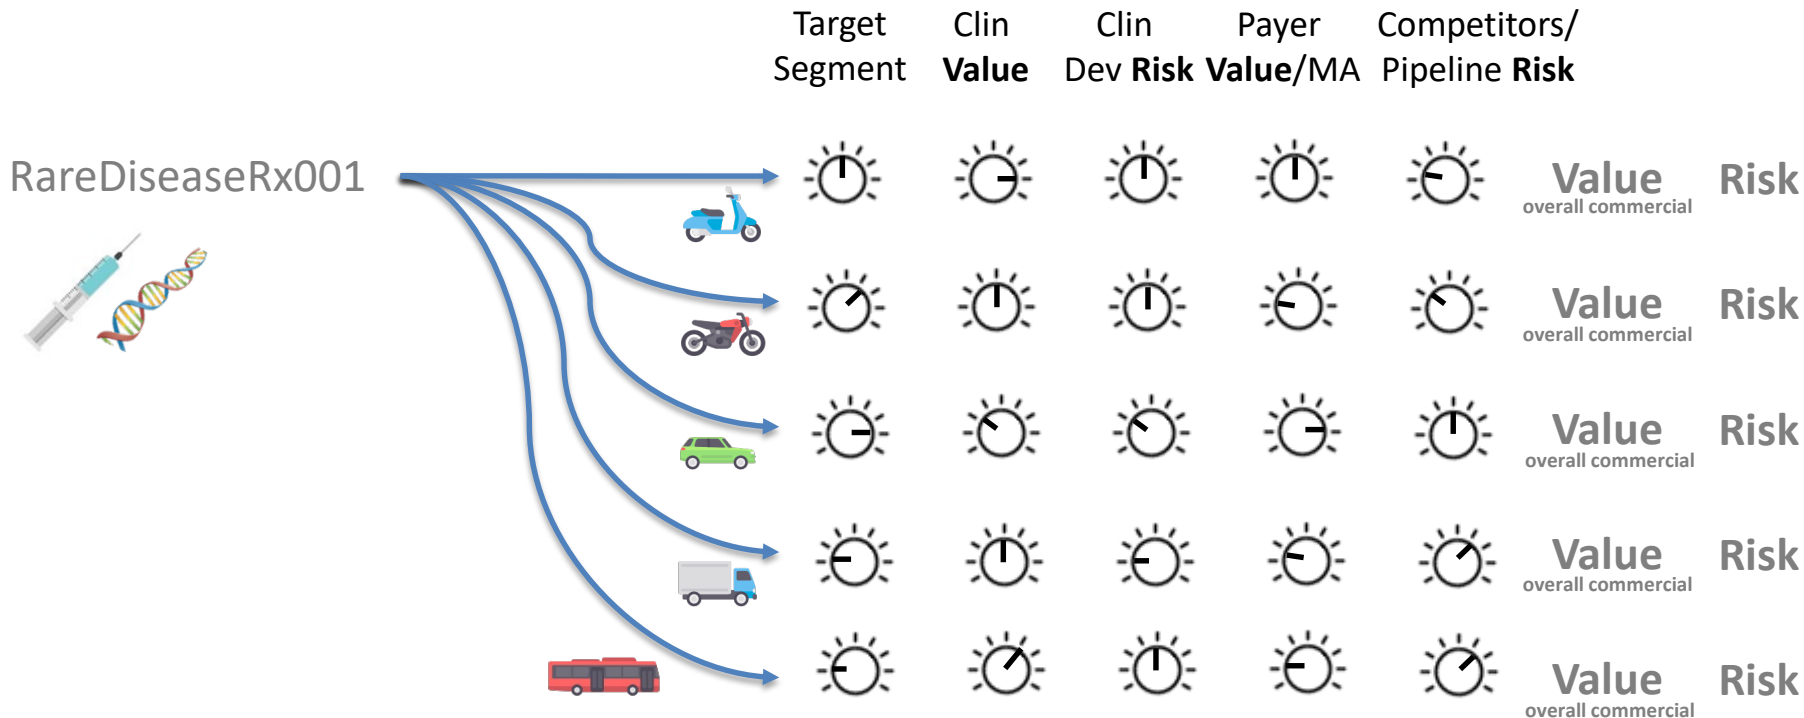 Target Clin Clin Payer Competitors/
Segment Value Dev Risk Value/MA Pipeline Risk
RareDiseaseRx001
Value Risk
overall commercial
Value Risk
overall commercial
Value Risk
overall commercial
Value Risk
overall commercial
Value Risk
overall commercial